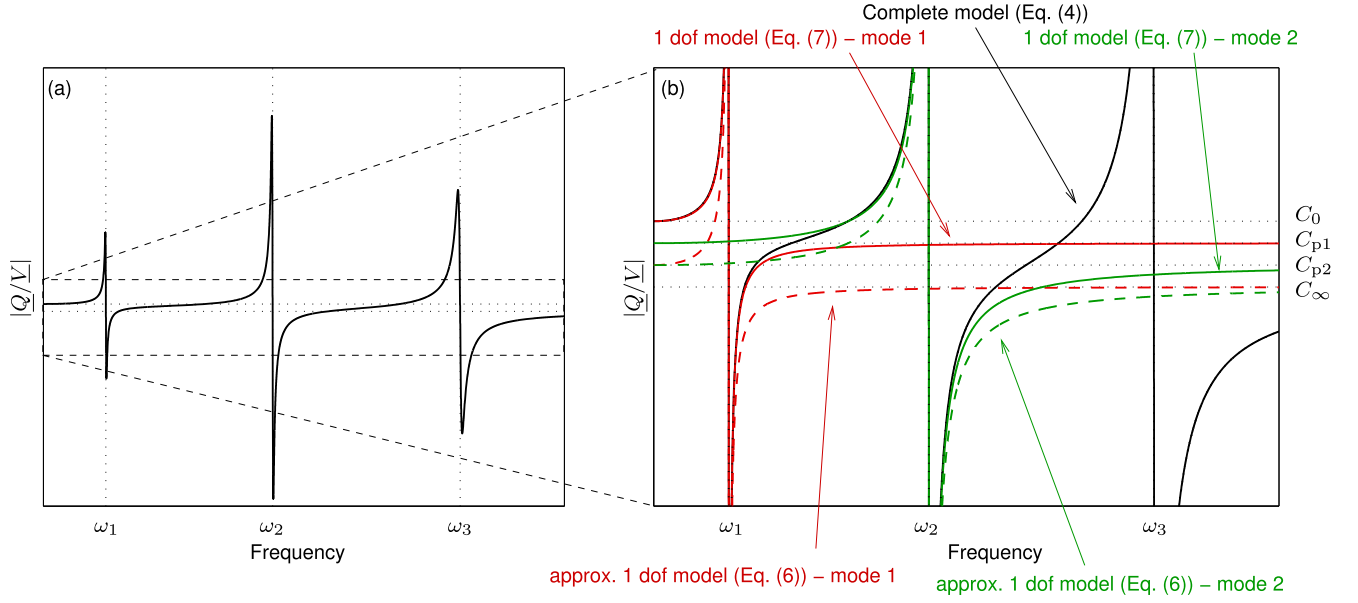 Complete model (Eq. (4))
1 dof model (Eq. (7)) − mode 1
1 dof model (Eq. (7)) − mode 2
(a)
(b)
|Q/V|
|Q/V|
C₀
Cₚ₁
Cₚ₂
C∞
ω₁
ω₂
ω₃
ω₁
ω₂
ω₃
Frequency
Frequency
approx. 1 dof model (Eq. (6)) − mode 1
approx. 1 dof model (Eq. (6)) − mode 2